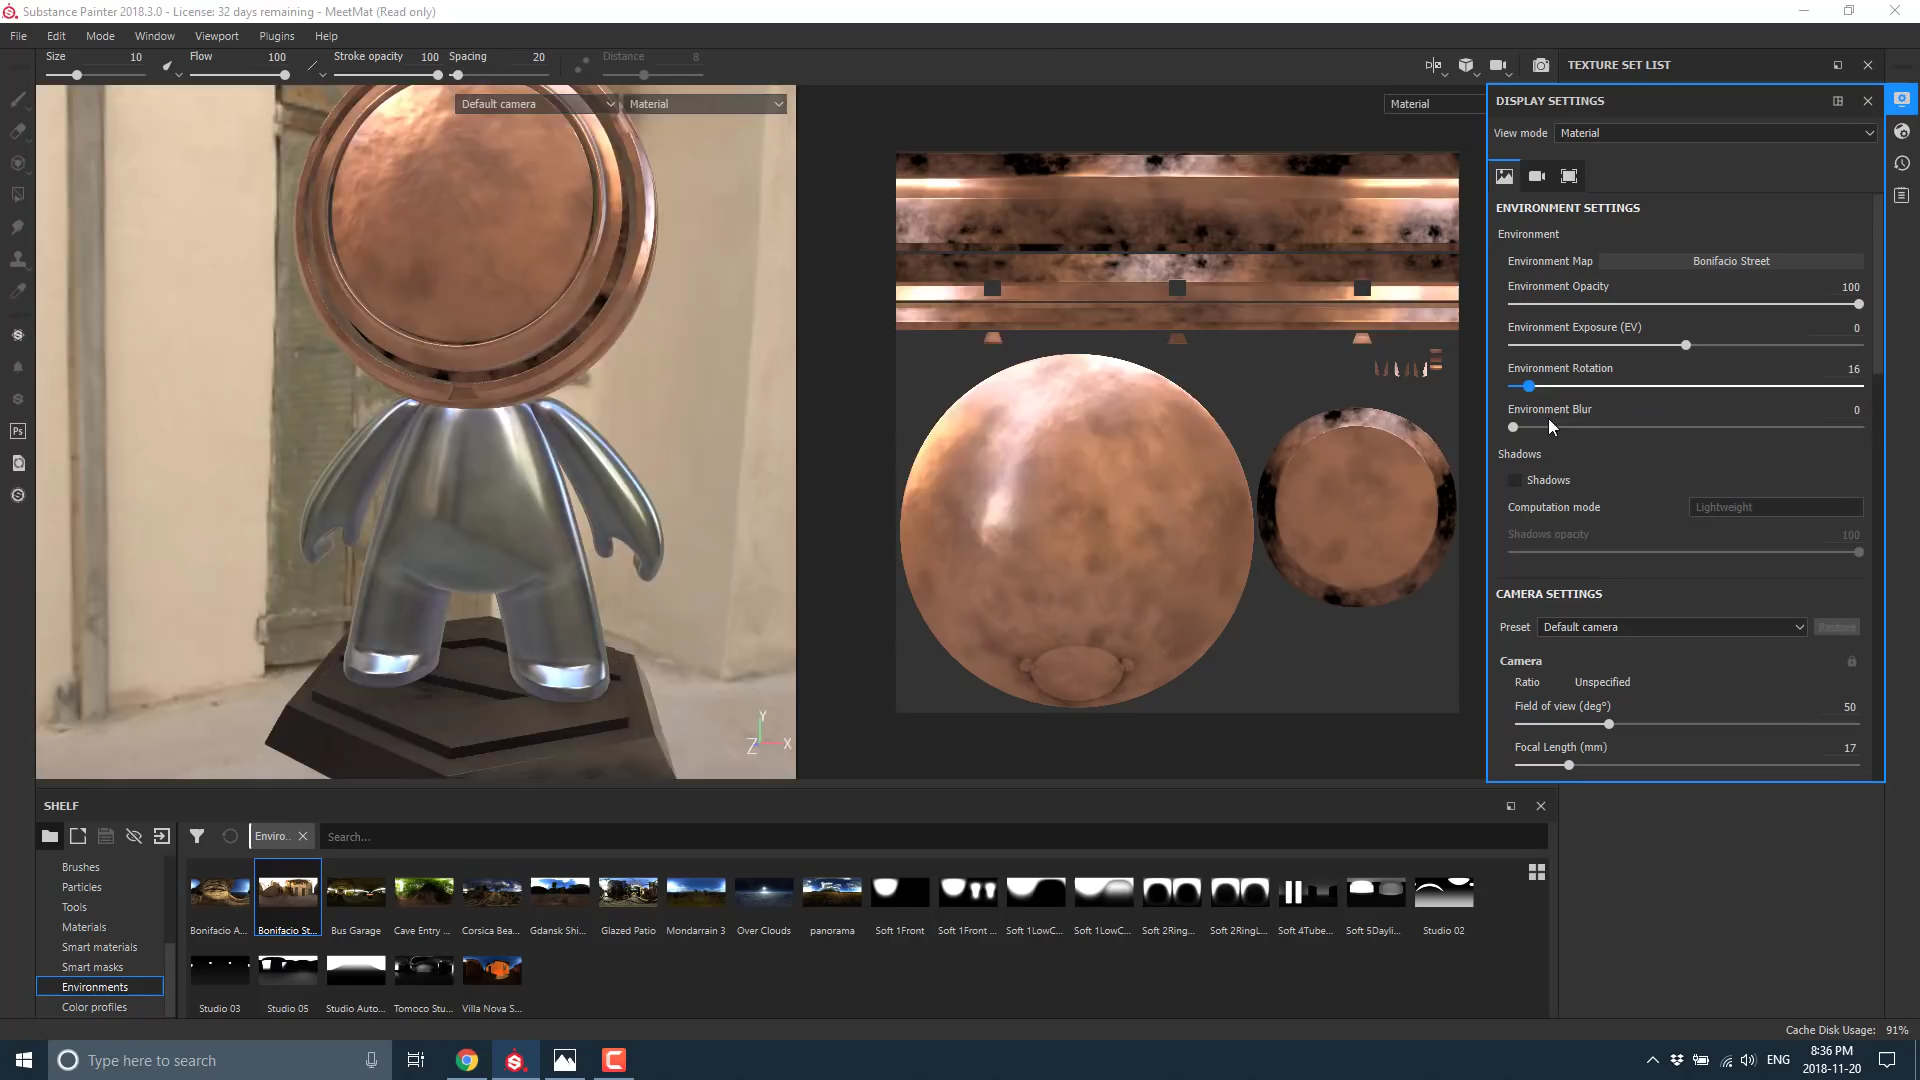 Substance Painter 2018.3.0 - License: 32 days remaining - MeetMat (Read only)
File Edit Mode Window Viewport Plugins Help
Size 10 Flow 100 Stroke opacity 100 Spacing 20 Distance 8
TEXTURE SET LIST
Default camera Material
Material
DISPLAY SETTINGS
View mode Material
ENVIRONMENT SETTINGS
Environment
Environment Map Bonifacio Street
Environment Opacity 100
Environment Exposure (EV) 0
Environment Rotation 16
Environment Blur 0
Shadows
Shadows
Computation mode Lightweight
Shadows opacity 100
CAMERA SETTINGS
Preset Default camera Restore
Camera
Ratio Unspecified
Field of view (degº) 50
Focal Length (mm) 17
Ps
Y
Z X
SHELF
Enviro.. Search...
Brushes
Particles
Tools
Materials
Smart materials
Smart masks
Environments
Color profiles
Bonifacio A... Bonifacio St... Bus Garage Cave Entry ... Corsica Bea... Gdansk Shi... Glazed Patio Mondarrain 3 Over Clouds panorama Soft 1Front Soft 1Front ... Soft 1LowC... Soft 1LowC... Soft 2Ring... Soft 2RingL... Soft 4Tube... Soft 5Dayli... Studio 02
Studio 03 Studio 05 Studio Auto... Tomoco Stu... Villa Nova S...
Cache Disk Usage: 91%
Type here to search
ENG
8:36 PM
2018-11-20